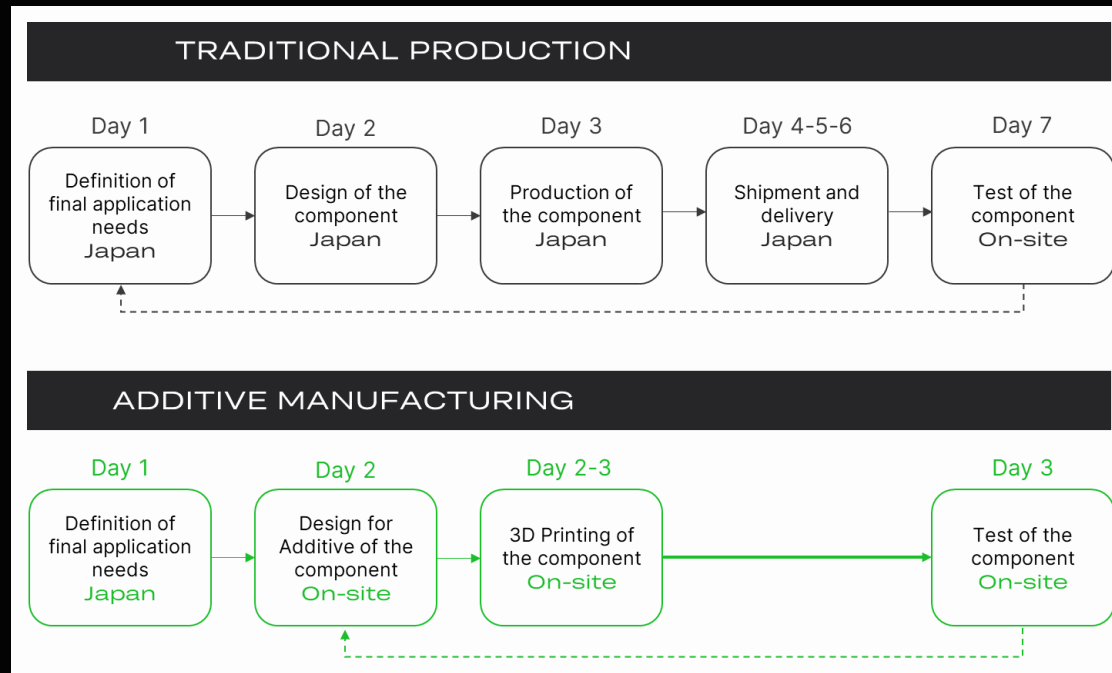 TRADITIONAL PRODUCTION
Day 1
Day 2
Day 3
Day 4-5-6
Day 7
Definition of
final application
needs
Japan
Design of the
component
Japan
Production of
the component
Japan
Shipment and
delivery
Japan
Test of the
component
On-site
ADDITIVE MANUFACTURING
Day 1
Day 2
Day 2-3
Day 3
Definition of
final application
needs
Japan
Design for
Additive of the
component
On-site
3D Printing of
the component
On-site
Test of the
component
On-site